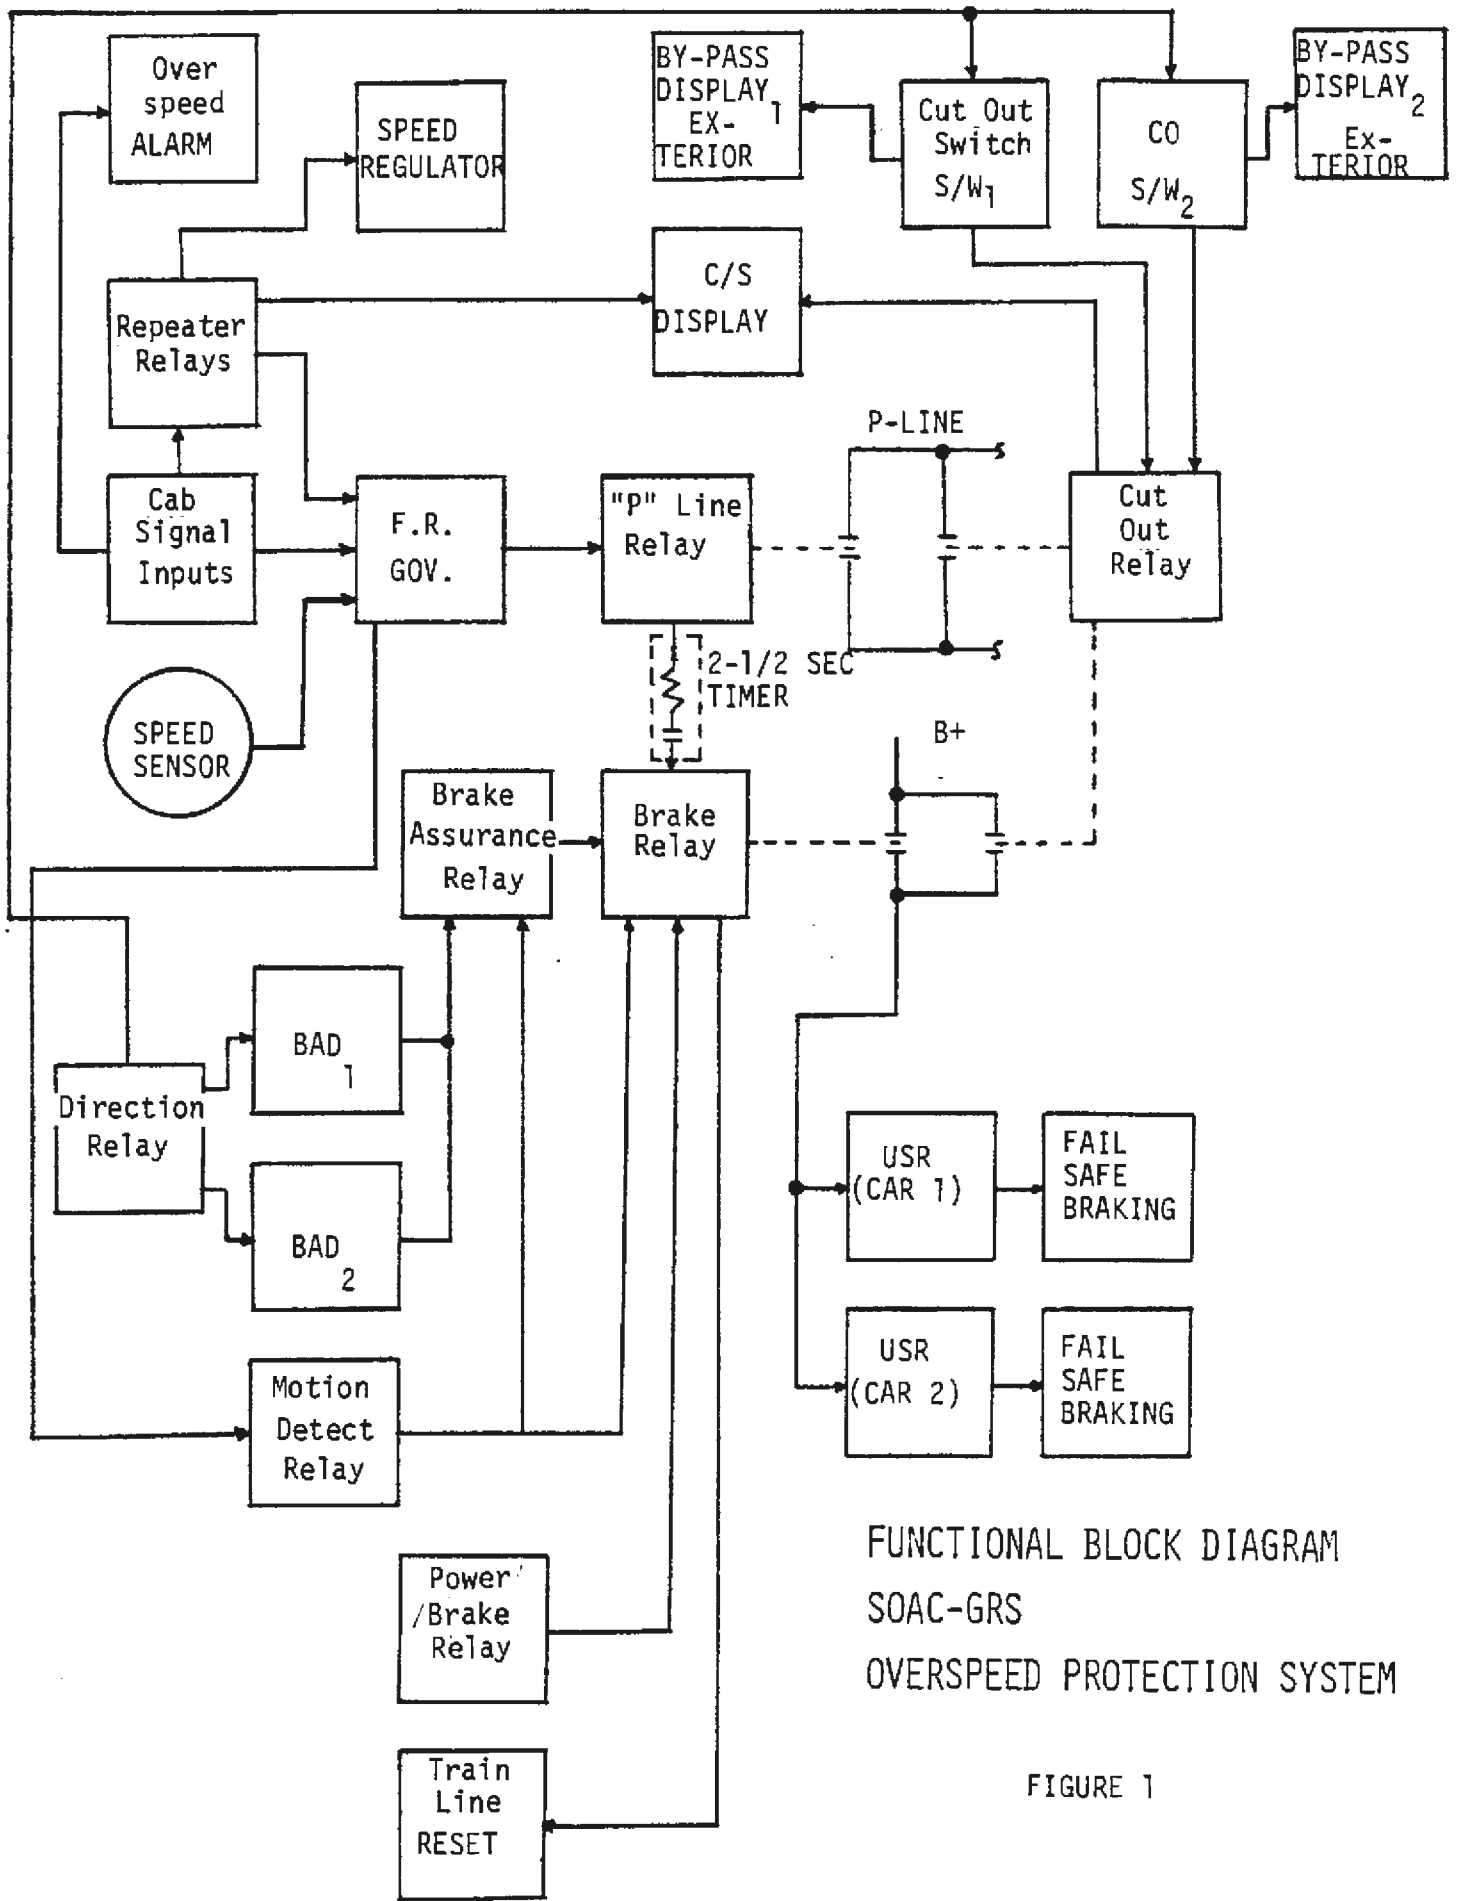 Over
speed
ALARM
SPEED
REGULATOR
BY-PASS
DISPLAY 1
EX-
TERIOR
Cut Out
Switch
S/W1
CO
S/W2
BY-PASS
DISPLAY 2
Ex-
TERIOR
Repeater
Relays
C/S
DISPLAY
P-LINE
Cab
Signal
Inputs
F.R.
GOV.
"P" Line
Relay
Cut
Out
Relay
SPEED
SENSOR
2-1/2 SEC
TIMER
B+
Brake
Assurance
Relay
Brake
Relay
BAD 1
Direction
Relay
BAD 2
USR
(CAR 1)
FAIL
SAFE
BRAKING
USR
(CAR 2)
FAIL
SAFE
BRAKING
Motion
Detect
Relay
Power
/Brake
Relay
Train
Line
RESET
FUNCTIONAL BLOCK DIAGRAM
SOAC-GRS
OVERSPEED PROTECTION SYSTEM
FIGURE 1